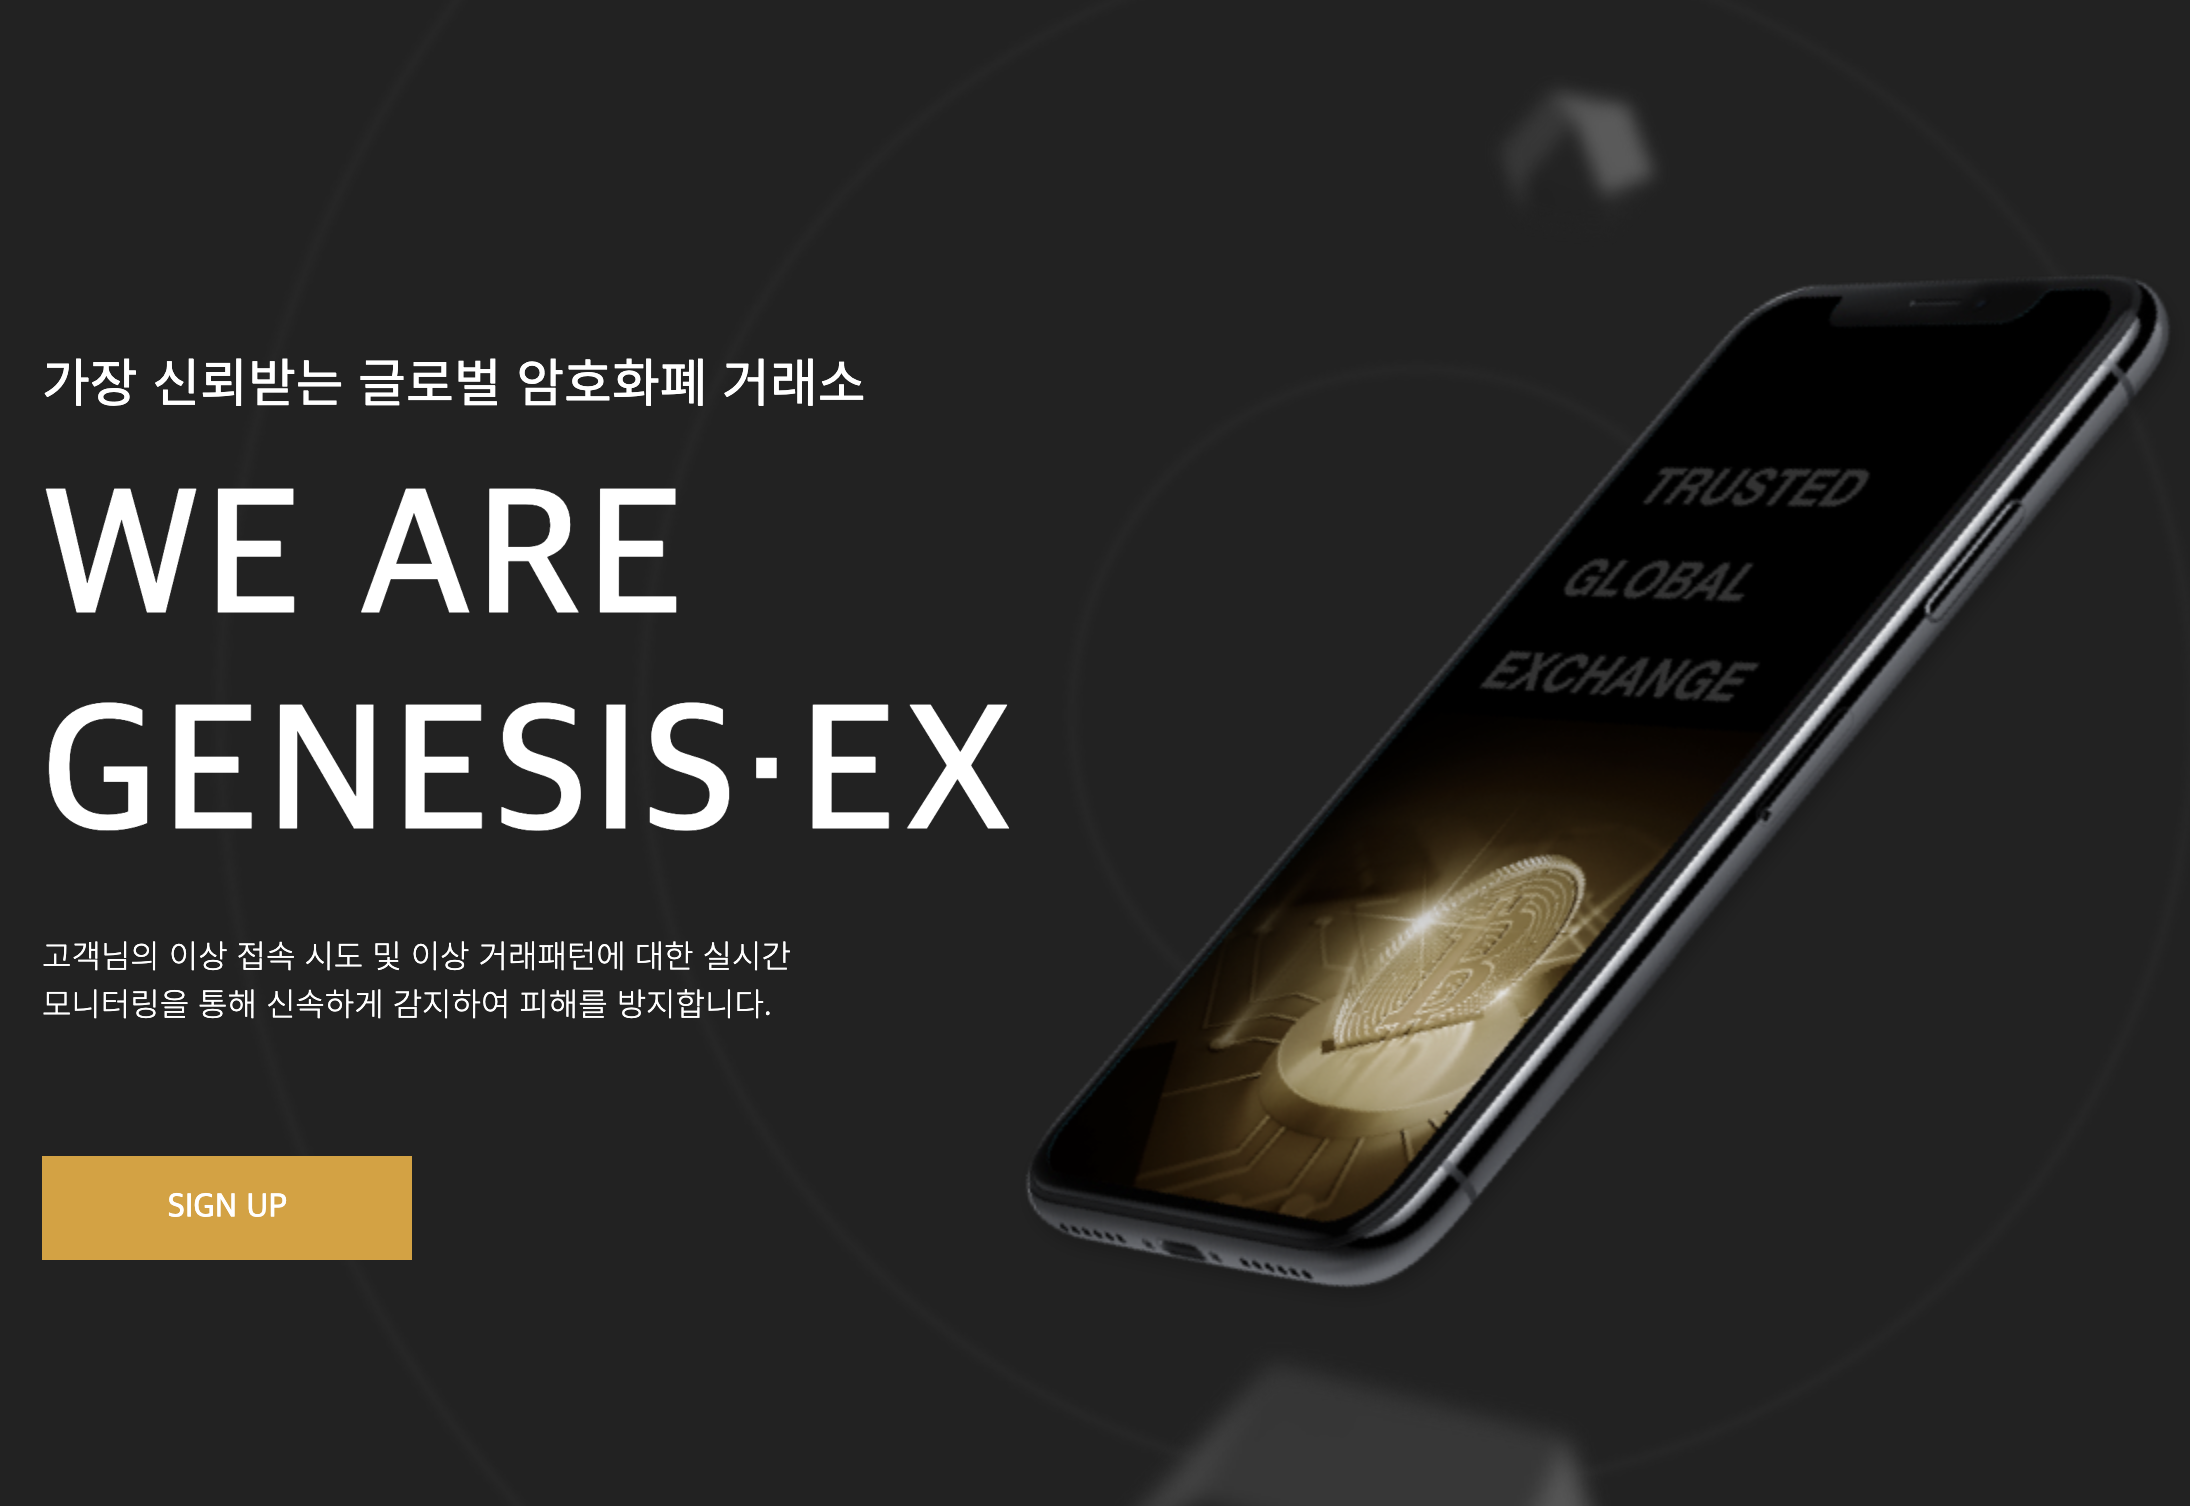 가장 신뢰받는 글로벌 암호화폐 거래소
WE ARE
GENESIS·EX
고객님의 이상 접속 시도 및 이상 거래패턴에 대한 실시간
모니터링을 통해 신속하게 감지하여 피해를 방지합니다.
SIGN UP
TRUSTED
GLOBAL
EXCHANGE